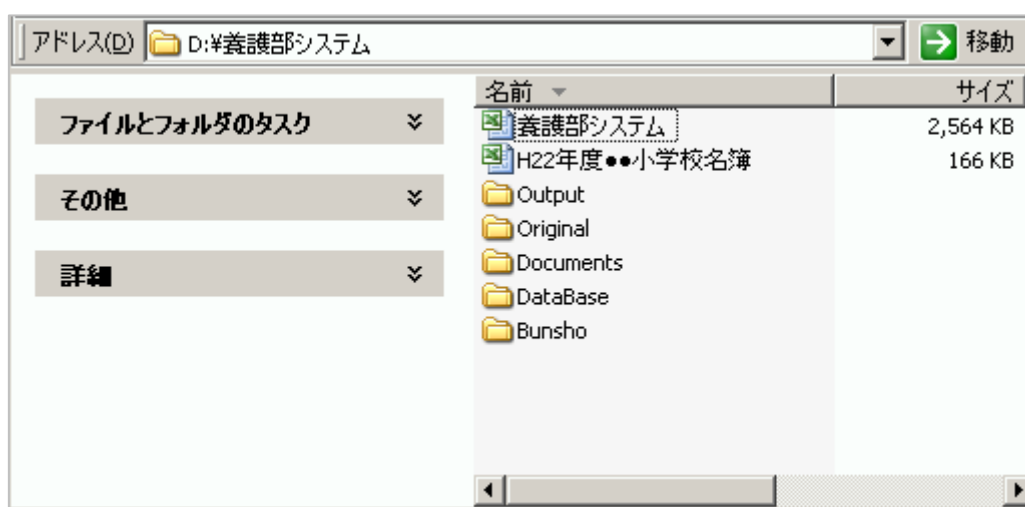 アドレス(D) D:¥養護部システム 移動
ファイルとフォルダのタスク
その他
詳細
名前 サイズ
養護部システム 2,564 KB
H22年度●●小学校名簿 166 KB
Output
Original
Documents
DataBase
Bunsho